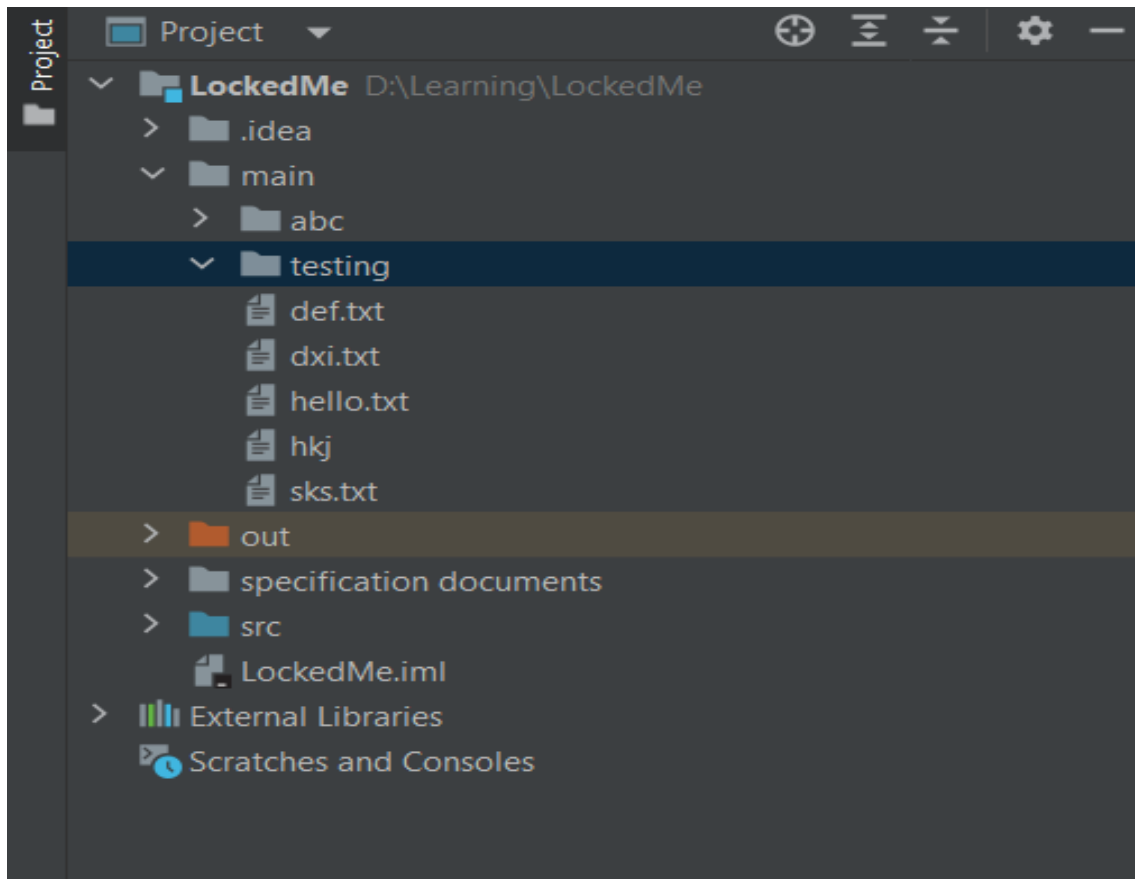 Project
Project
LockedMe D:\Learning\LockedMe
.idea
main
abc
testing
def.txt
dxi.txt
hello.txt
hkj
sks.txt
out
specification documents
src
LockedMe.iml
External Libraries
Scratches and Consoles